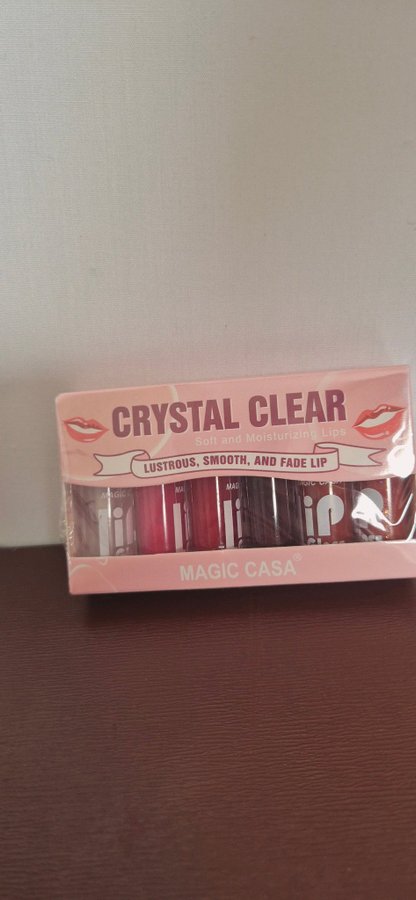 CRYSTAL CLEAR
Soft and Moisturizing Lips
LUSTROUS, SMOOTH, AND FADE LIP
MAGIC CASA®